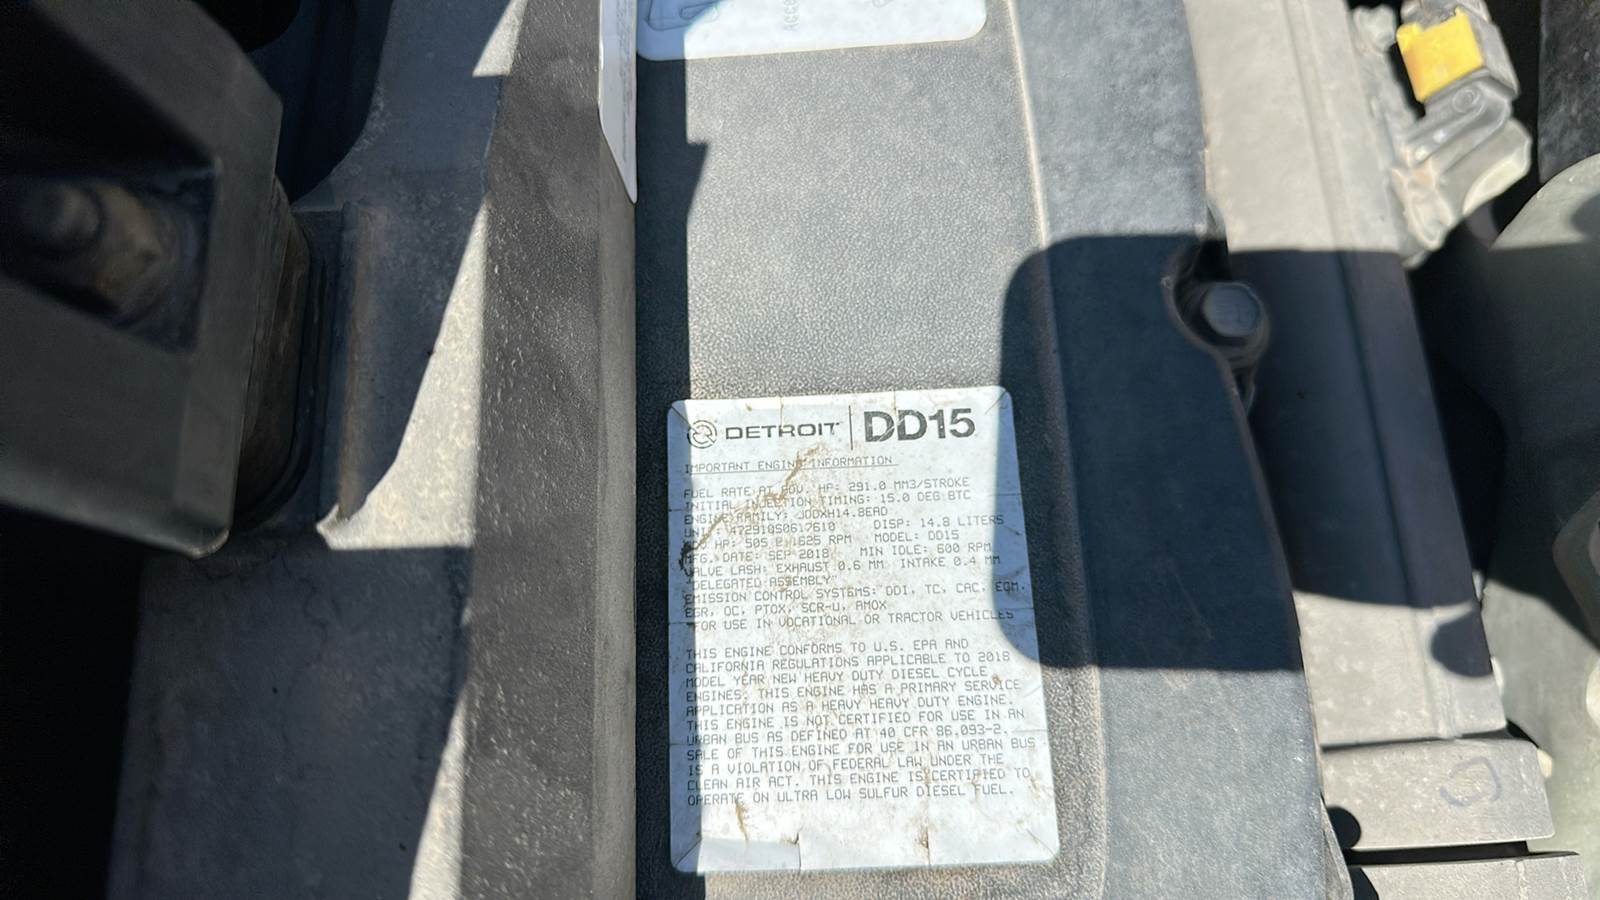 DETROIT DD15
IMPORTANT ENGINE INFORMATION
FUEL RATE AT ADV. HP: 291.0 MM3/STROKE
INITIAL INJECTION TIMING: 15.0 DEG BTC
ENGINE FAMILY: JDDXH14.8EAD
UNIT: 472910S0617610 DISP: 14.8 LITERS
ADV HP: 505 @ 1625 RPM MODEL: DD15
MFG. DATE: SEP 2018 MIN IDLE: 600 RPM
VALVE LASH: EXHAUST 0.6 MM INTAKE 0.4 MM
"DELEGATED ASSEMBLY"
EMISSION CONTROL SYSTEMS: DDI, TC, CAC, ECM,
EGR, OC, PTOX, SCR-U, AMOX
FOR USE IN VOCATIONAL OR TRACTOR VEHICLES
THIS ENGINE CONFORMS TO U.S. EPA AND
CALIFORNIA REGULATIONS APPLICABLE TO 2018
MODEL YEAR NEW HEAVY DUTY DIESEL CYCLE
ENGINES. THIS ENGINE HAS A PRIMARY SERVICE
APPLICATION AS A HEAVY HEAVY DUTY ENGINE.
THIS ENGINE IS NOT CERTIFIED FOR USE IN AN
URBAN BUS AS DEFINED AT 40 CFR 86.093-2.
SALE OF THIS ENGINE FOR USE IN AN URBAN BUS
IS A VIOLATION OF FEDERAL LAW UNDER THE
CLEAN AIR ACT. THIS ENGINE IS CERTIFIED TO
OPERATE ON ULTRA LOW SULFUR DIESEL FUEL.